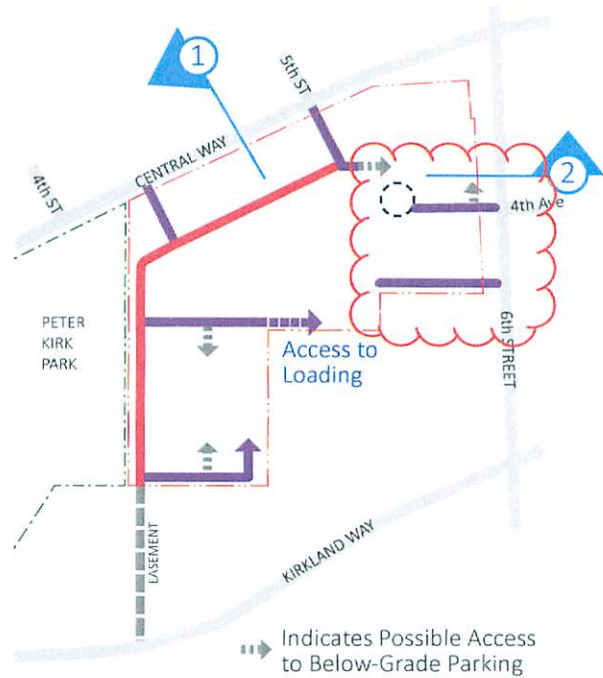 1
5th ST
CENTRAL WAY
4th ST
2
4th Ave
PETER
KIRK
PARK
6th STREET
Access to
Loading
EASEMENT
KIRKLAND WAY
Indicates Possible Access
to Below-Grade Parking